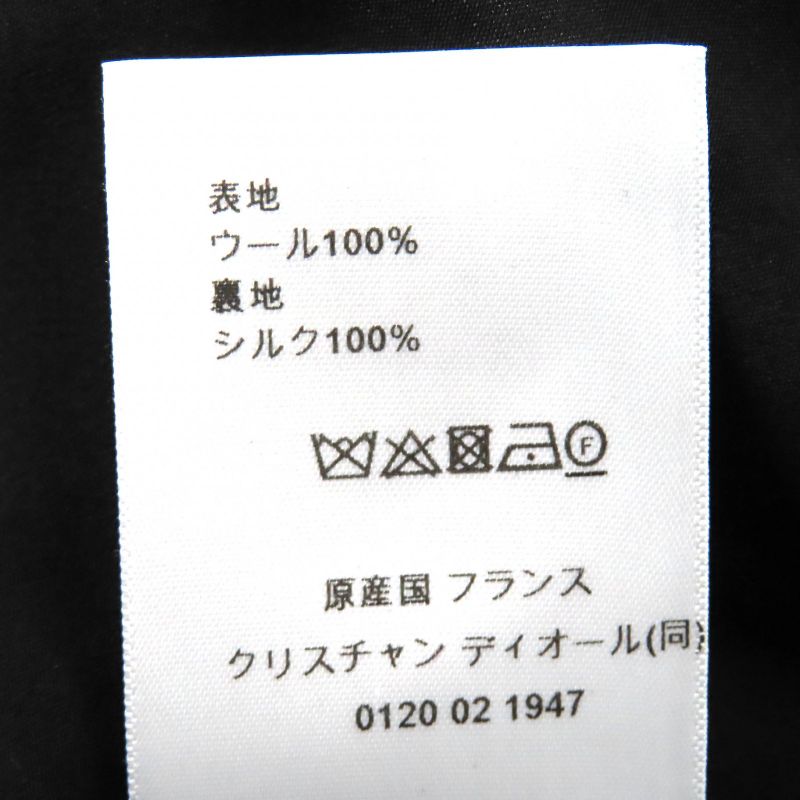 表地
ウール100%
裏地
シルク100%
F
原産国 フランス
クリスチャン ディオール(同)
0120 02 1947